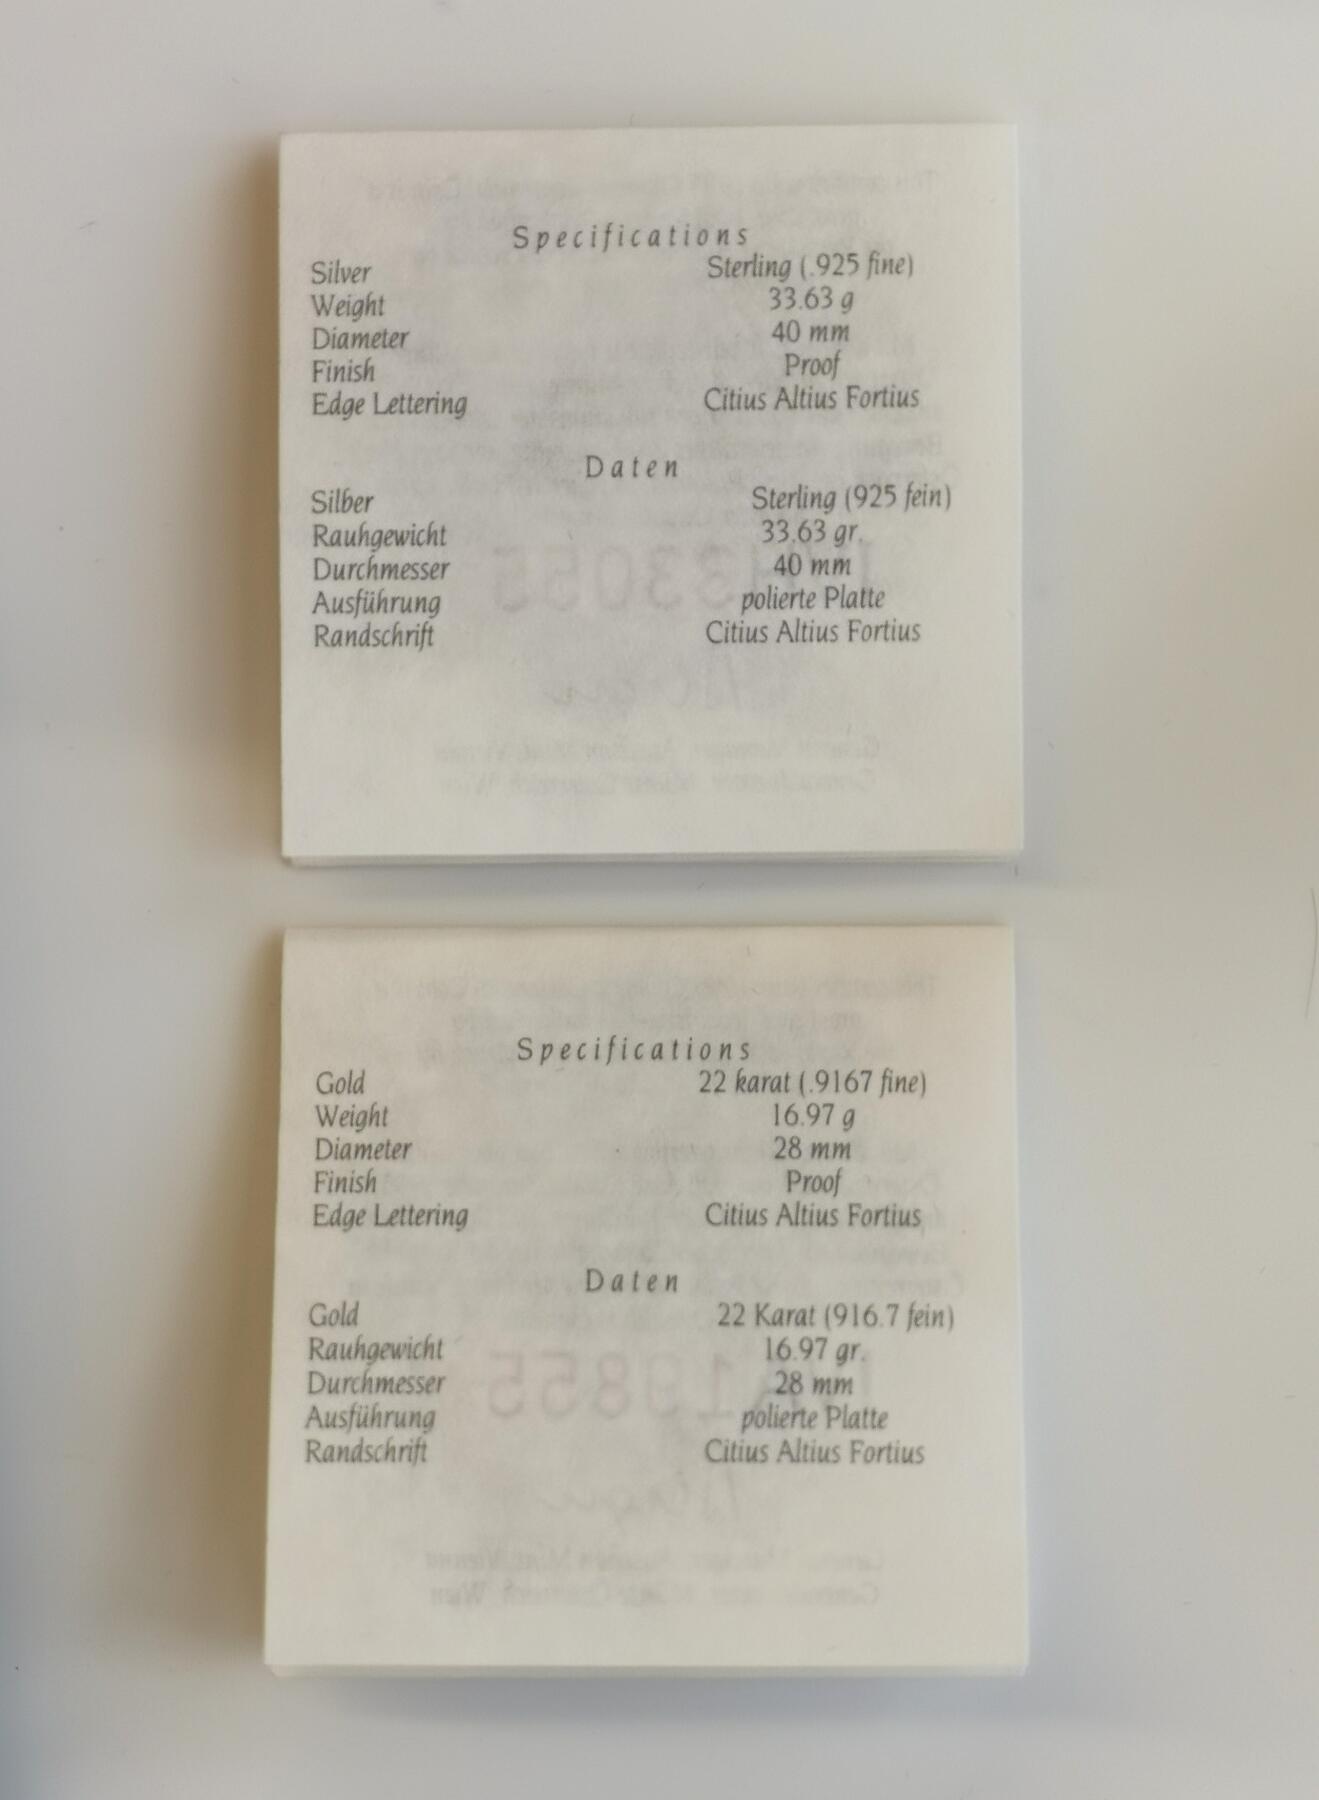 Specifications
Silver Sterling (.925 fine)
Weight 33.63 g
Diameter 40 mm
Finish Proof
Edge Lettering Citius Altius Fortius
Daten
Silber Sterling (925 fein)
Rauhgewicht 33.63 gr.
Durchmesser 40 mm
Ausführung polierte Platte
Randschrift Citius Altius Fortius
Specifications
Gold 22 karat (.9167 fine)
Weight 16.97 g
Diameter 28 mm
Finish Proof
Edge Lettering Citius Altius Fortius
Daten
Gold 22 Karat (916.7 fein)
Rauhgewicht 16.97 gr.
Durchmesser 28 mm
Ausführung polierte Platte
Randschrift Citius Altius Fortius